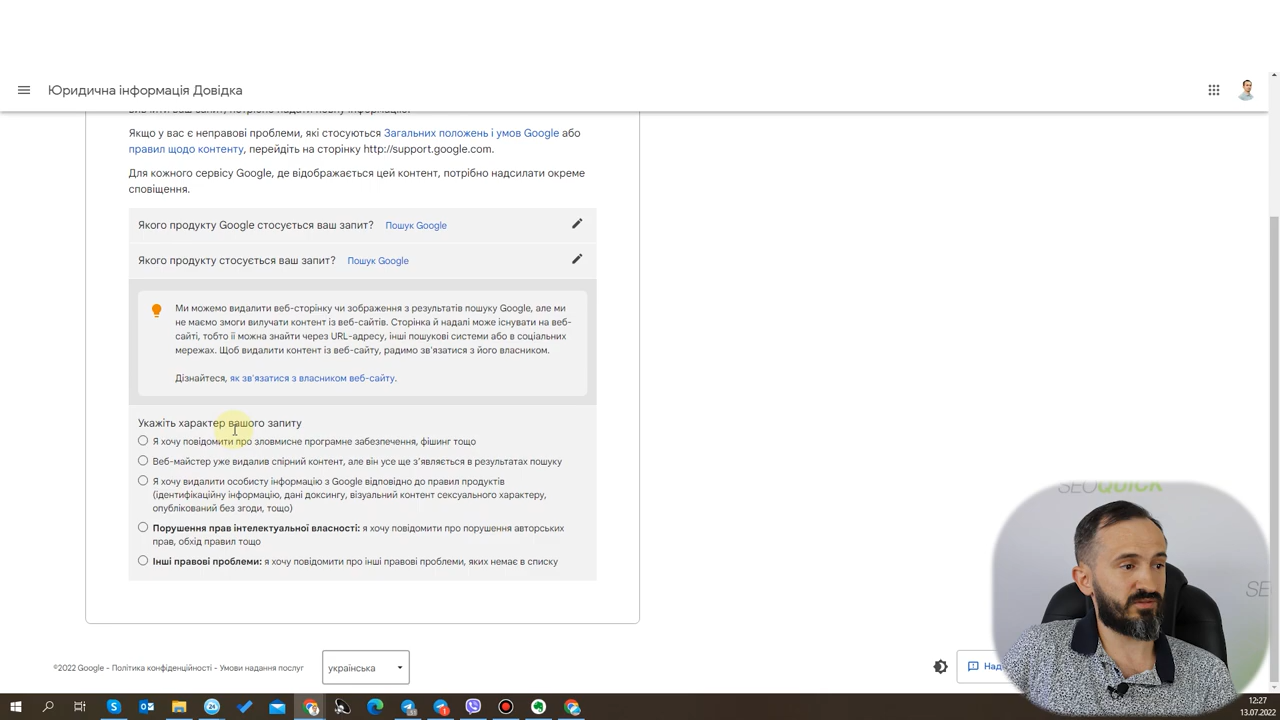 Юридична інформація Довідка
вивчити ваш запит, потрібно надати повну інформацію.
Якщо у вас є неправові проблеми, які стосуються Загальних положень і умов Google або
правил щодо контенту, перейдіть на сторінку http://support.google.com.
Для кожного сервісу Google, де відображається цей контент, потрібно надсилати окреме
сповіщення.
Якого продукту Google стосується ваш запит? Пошук Google
Якого продукту стосується ваш запит? Пошук Google
Ми можемо видалити веб-сторінку чи зображення з результатів пошуку Google, але ми
не маємо змоги вилучати контент із веб-сайтів. Сторінка й надалі може існувати на веб-
сайті, тобто її можна знайти через URL-адресу, інші пошукові системи або в соціальних
мережах. Щоб видалити контент із веб-сайту, радимо зв'язатися з його власником.
Дізнайтеся, як зв'язатися з власником веб-сайту.
Укажіть характер вашого запиту
Я хочу повідомити про зловмисне програмне забезпечення, фішинг тощо
Веб-майстер уже видалив спірний контент, але він усе ще з’являється в результатах пошуку
Я хочу видалити особисту інформацію з Google відповідно до правил продуктів
(ідентифікаційну інформацію, дані доксингу, візуальний контент сексуального характеру,
опублікований без згоди, тощо)
Порушення прав інтелектуальної власності: я хочу повідомити про порушення авторських
прав, обхід правил тощо
Інші правові проблеми: я хочу повідомити про інші правові проблеми, яких немає в списку
SEOQUICK
SE
©2022 Google - Політика конфіденційності - Умови надання послуг
українська
Над
24
12:27
13.07.2022